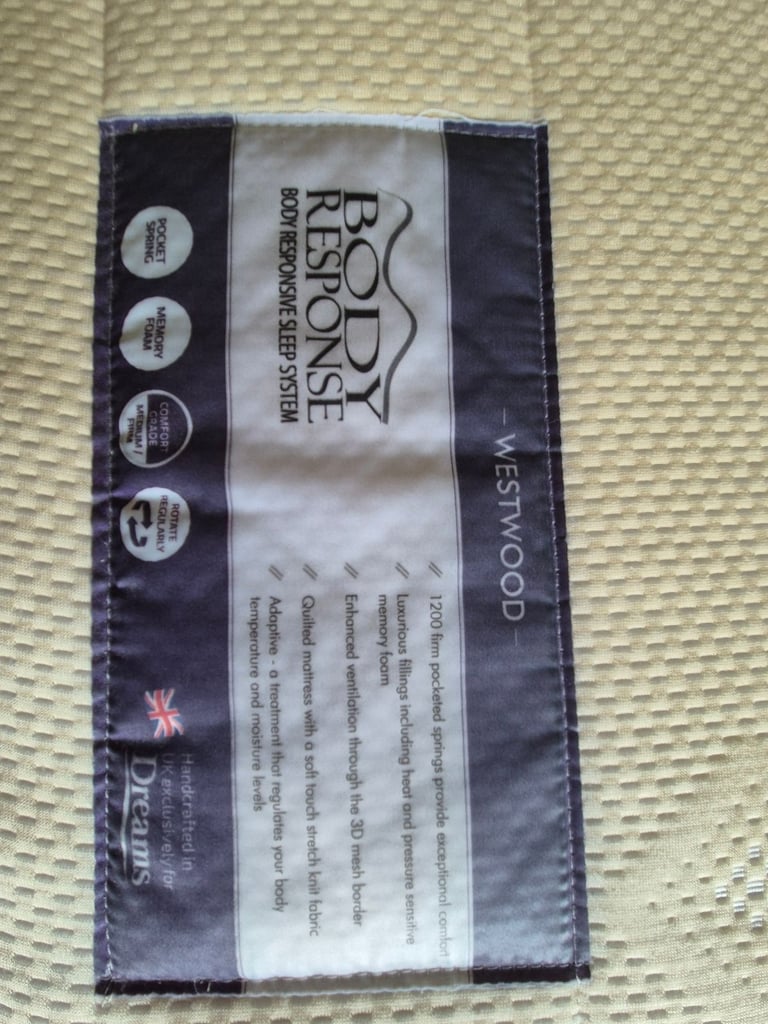 – WESTWOOD –
BODY
RESPONSE
BODY RESPONSIVE SLEEP SYSTEM
// 1200 firm pocketed springs provide exceptional comfort
// Luxurious fillings including heat and pressure sensitive
memory foam
// Enhanced ventilation through the 3D mesh border
// Quilted mattress with a soft touch stretch knit fabric
// Adaptive - a treatment that regulates your body
temperature and moisture levels
POCKET
SPRING
MEMORY
FOAM
COMFORT
GRADE
MEDIUM /
FIRM
ROTATE
REGULARLY
Handcrafted in
UK exclusively for
Dreams